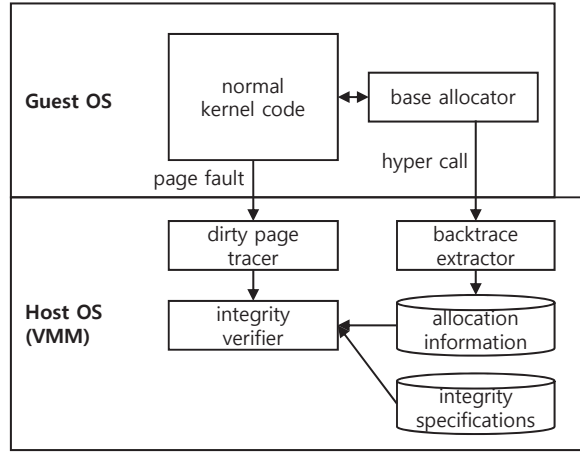 normal
kernel code
Guest OS
base allocator
page fault
hyper call
dirty page
tracer
backtrace
extractor
Host OS
(VMM)
integrity
verifier
allocation
information
integrity
specifications